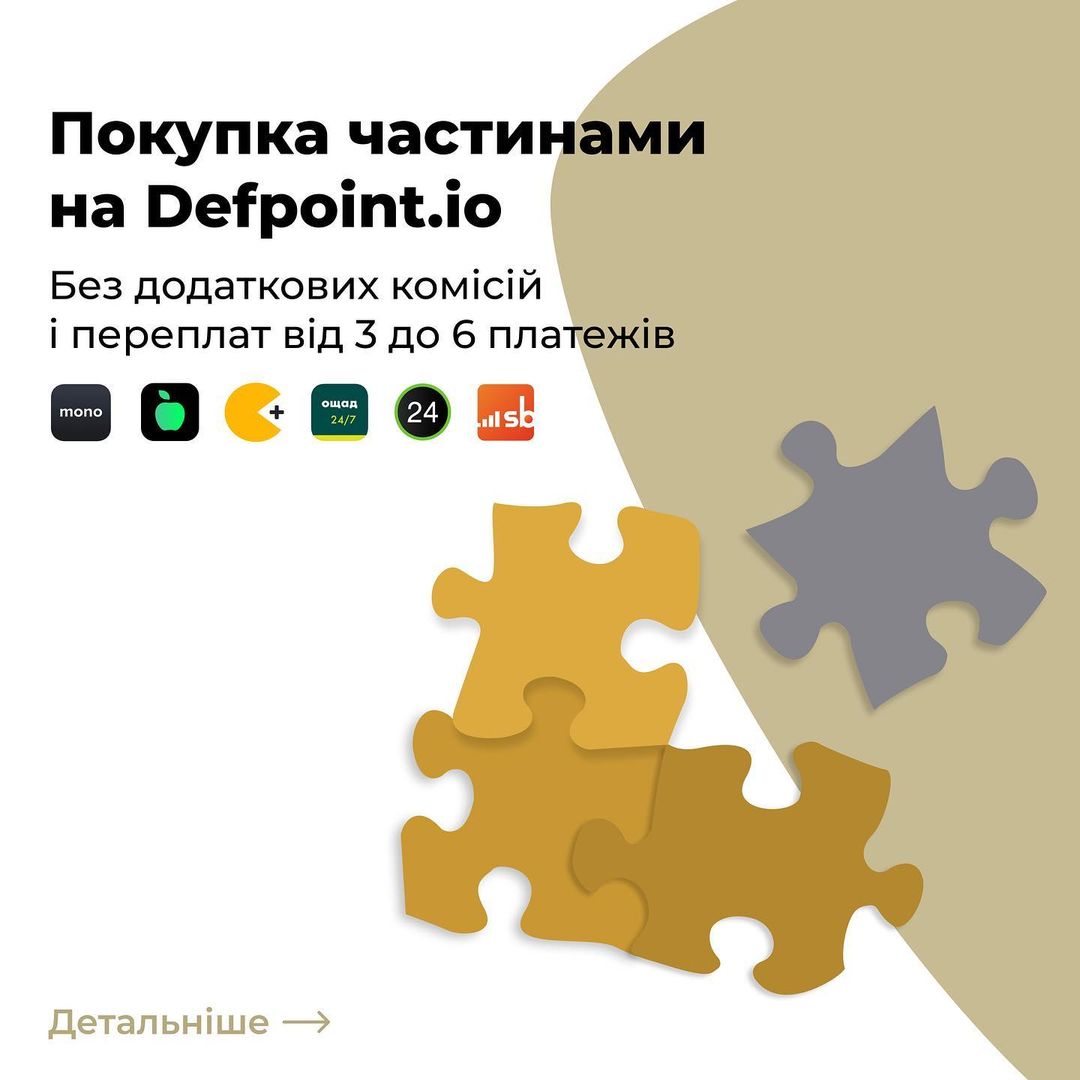 Покупка частинами
на Defpoint.io
Без додаткових комісій
і переплат від 3 до 6 платежів
mono
+
ощад
24/7
24
sb
Детальніше →